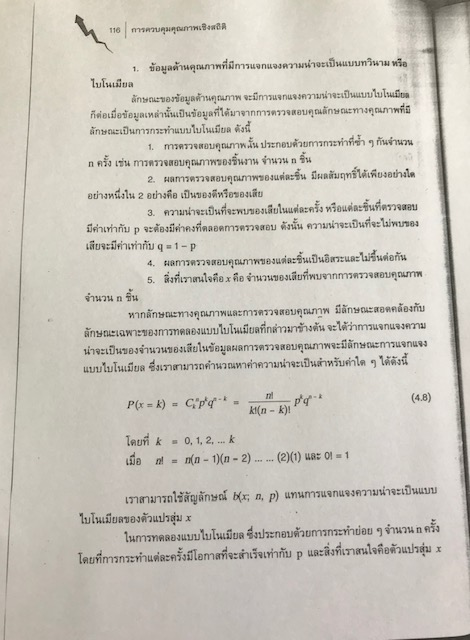 116 | การควบคุมคุณภาพเชิงสถิติ
1. ข้อมูลด้านคุณภาพที่มีการแจกแจงความน่าจะเป็นแบบทวินาม หรือ
ไบโนเมียล
ลักษณะของข้อมูลด้านคุณภาพ จะมีการแจกแจงความน่าจะเป็นแบบไบโนเมียล
ก็ต่อเมื่อข้อมูลเหล่านั้นเป็นข้อมูลที่ได้มาจากการตรวจสอบคุณลักษณะทางคุณภาพที่มี
ลักษณะเป็นการกระทำแบบไบโนเมียล ดังนี้
1. การตรวจสอบคุณภาพนั้น ประกอบด้วยการกระทำที่ซ้ำ ๆ กันจำนวน
n ครั้ง เช่น การตรวจสอบคุณภาพของชิ้นงาน จำนวน n ชิ้น
2. ผลการตรวจสอบคุณภาพของแต่ละชิ้น มีผลสัมฤทธิ์ได้เพียงอย่างใด
อย่างหนึ่งใน 2 อย่างคือ เป็นของดีหรือของเสีย
3. ความน่าจะเป็นที่จะพบของเสียในแต่ละครั้ง หรือแต่ละชิ้นที่ตรวจสอบ
มีค่าเท่ากับ p จะต้องมีค่าคงที่ตลอดการตรวจสอบ ดังนั้น ความน่าจะเป็นที่จะไม่พบของ
เสียจะมีค่าเท่ากับ q = 1 – p
4. ผลการตรวจสอบคุณภาพของแต่ละชิ้นเป็นอิสระและไม่ขึ้นต่อกัน
5. สิ่งที่เราสนใจคือ x คือ จำนวนของเสียที่พบจากการตรวจสอบคุณภาพ
จำนวน n ชิ้น
หากลักษณะทางคุณภาพและการตรวจสอบคุณภาพ มีลักษณะสอดคล้องกับ
ลักษณะเฉพาะของการทดลองแบบไบโนเมียลที่กล่าวมาข้างต้น จะได้ว่าการแจกแจงความ
น่าจะเป็นของจำนวนของเสียในข้อมูลผลการตรวจสอบคุณภาพจะมีลักษณะการแจกแจง
แบบไบโนเมียล ซึ่งเราสามารถคำนวณหาค่าความน่าจะเป็นสำหรับค่าใด ๆ ได้ดังนี้
P(x = k) = C_k^n p^k q^{n – k} = n!/(k!(n – k)!) p^k q^{n – k} (4.8)
โดยที่ k = 0, 1, 2, ... k
เมื่อ n! = n(n – 1)(n – 2) ... ... (2)(1) และ 0! = 1
เราสามารถใช้สัญลักษณ์ b(x; n, p) แทนการแจกแจงความน่าจะเป็นแบบ
ไบโนเมียลของตัวแปรสุ่ม x
ในการทดลองแบบไบโนเมียล ซึ่งประกอบด้วยการกระทำย่อย ๆ จำนวน n ครั้ง
โดยที่การกระทำแต่ละครั้งมีโอกาสที่จะสำเร็จเท่ากับ p และสิ่งที่เราสนใจคือตัวแปรสุ่ม x